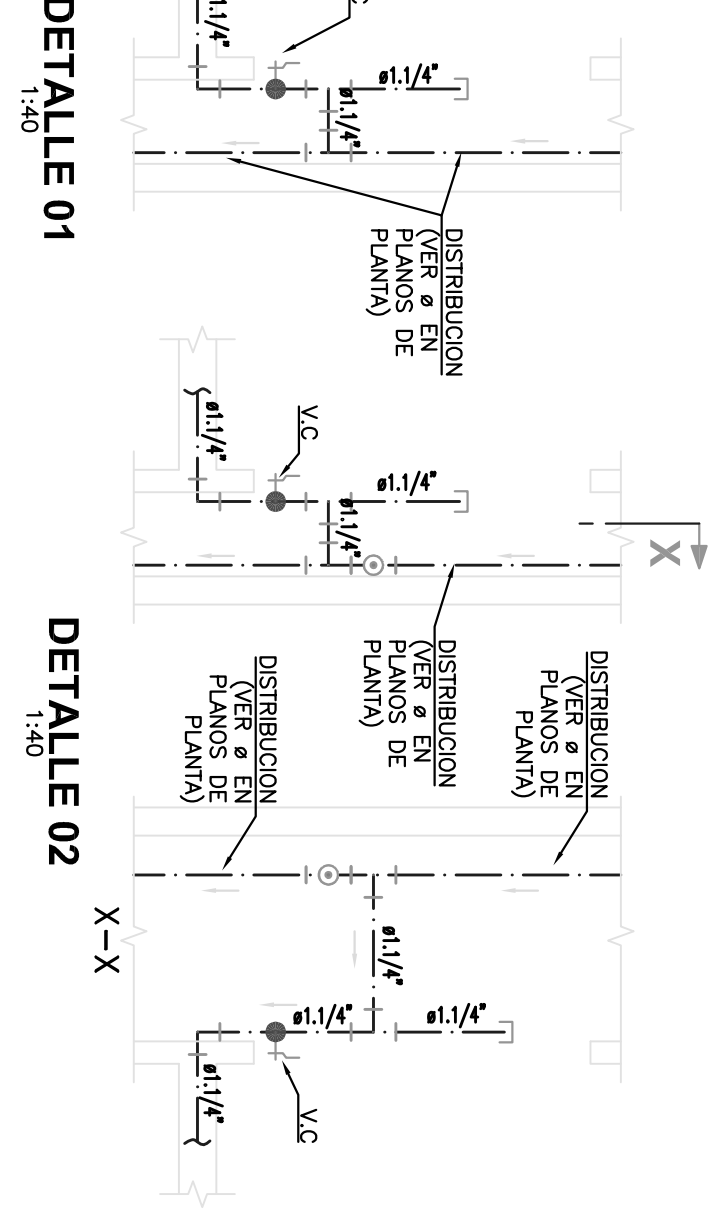 ø1.1/4"
ø1.1/4"
DISTRIBUCION
(VER ø EN
PLANOS DE
PLANTA)
DETALLE 01
1:40
ø1.1/4"
V.C
ø1.1/4"
ø1.1/4"
X
DISTRIBUCION
(VER ø EN
PLANOS DE
PLANTA)
DISTRIBUCION
(VER ø EN
PLANOS DE
PLANTA)
DISTRIBUCION
(VER ø EN
PLANOS DE
PLANTA)
DETALLE 02
1:40
X–X
ø1.1/4"
ø1.1/4"
ø1.1/4"
ø1.1/4"
V.C